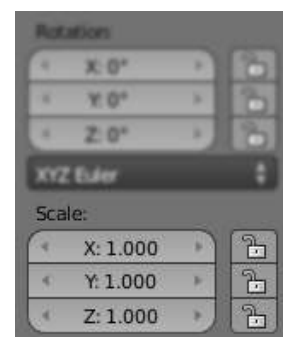 Rotation:
X: 0°
Y: 0°
Z: 0°
XYZ Euler
Scale:
X: 1.000
Y: 1.000
Z: 1.000